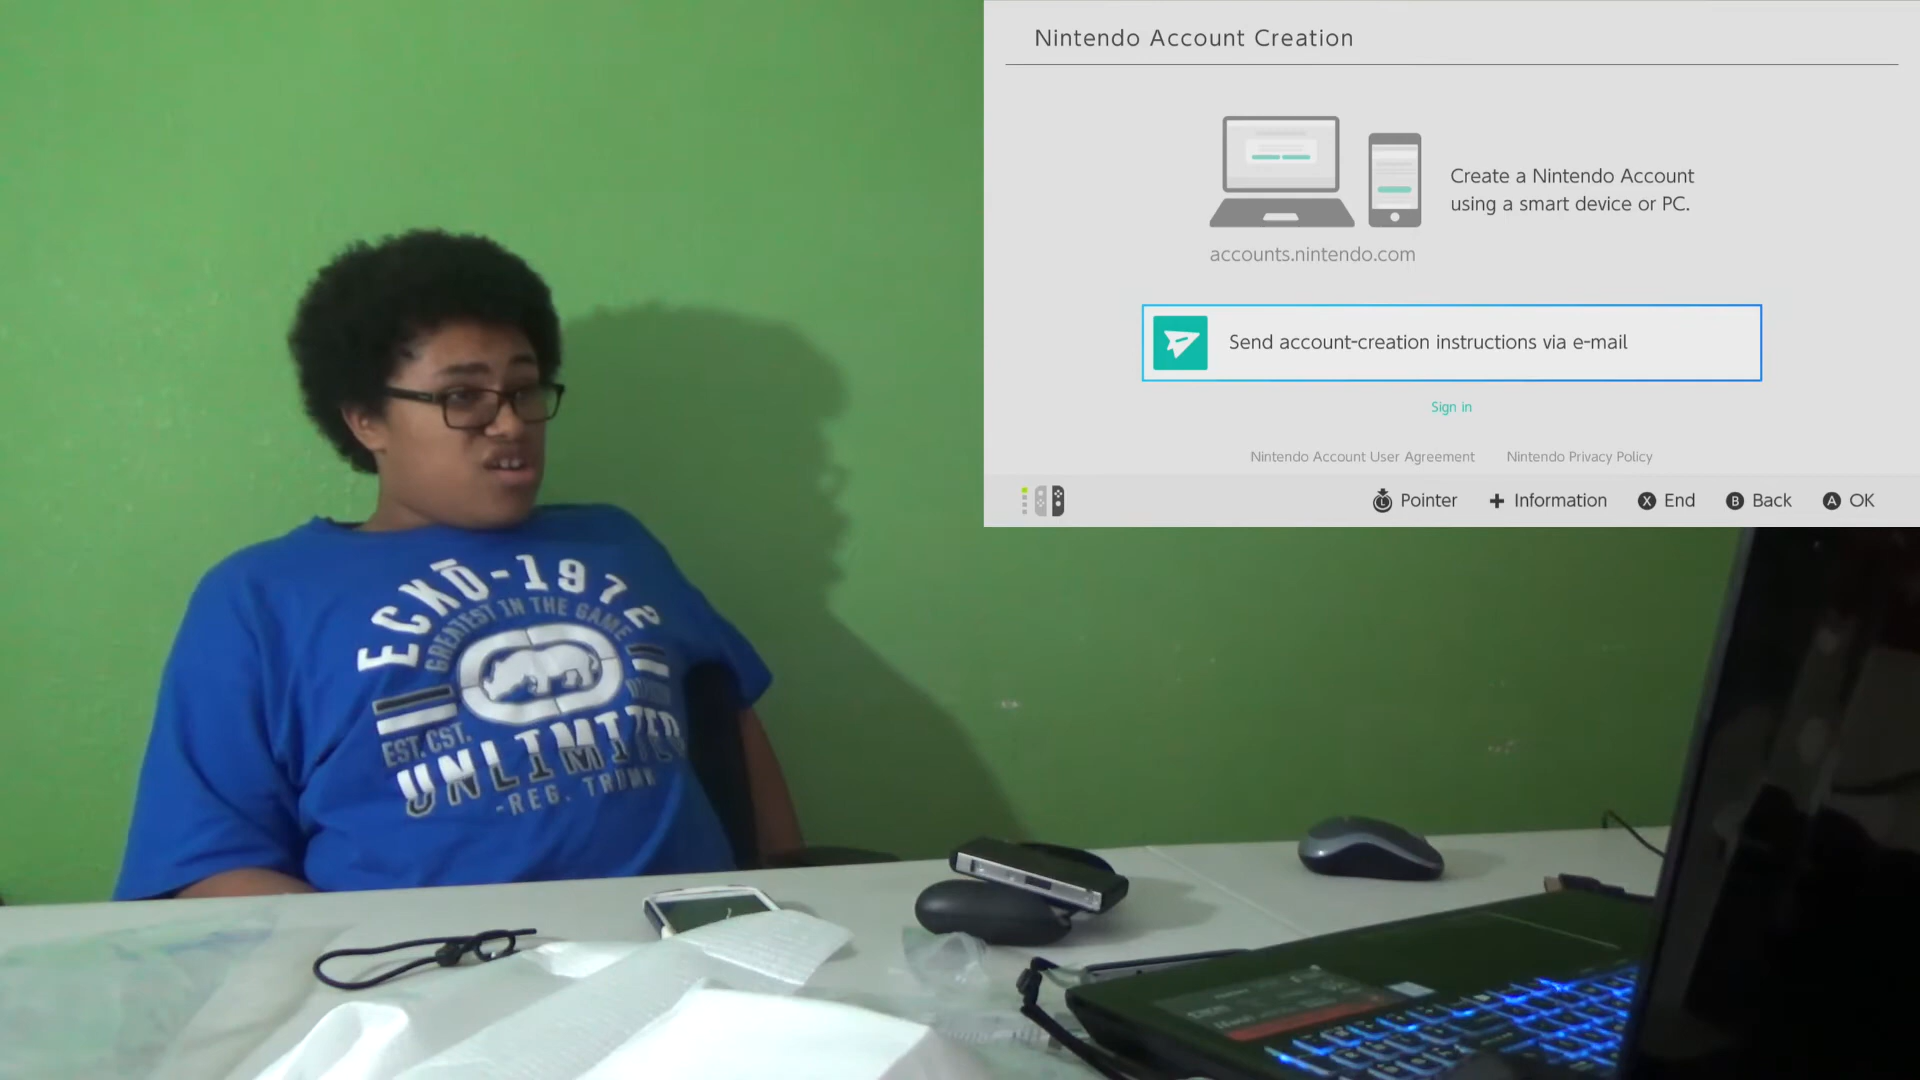 Nintendo Account Creation
Create a Nintendo Account
using a smart device or PC.
accounts.nintendo.com
Send account-creation instructions via e-mail
Sign in
Nintendo Account User Agreement
Nintendo Privacy Policy
+ Information
Pointer
X End
B Back
A OK
ECKŌ-1972
GREATEST IN THE GAME
EST. CST.
UNLIMITED
-REG. TRDMK